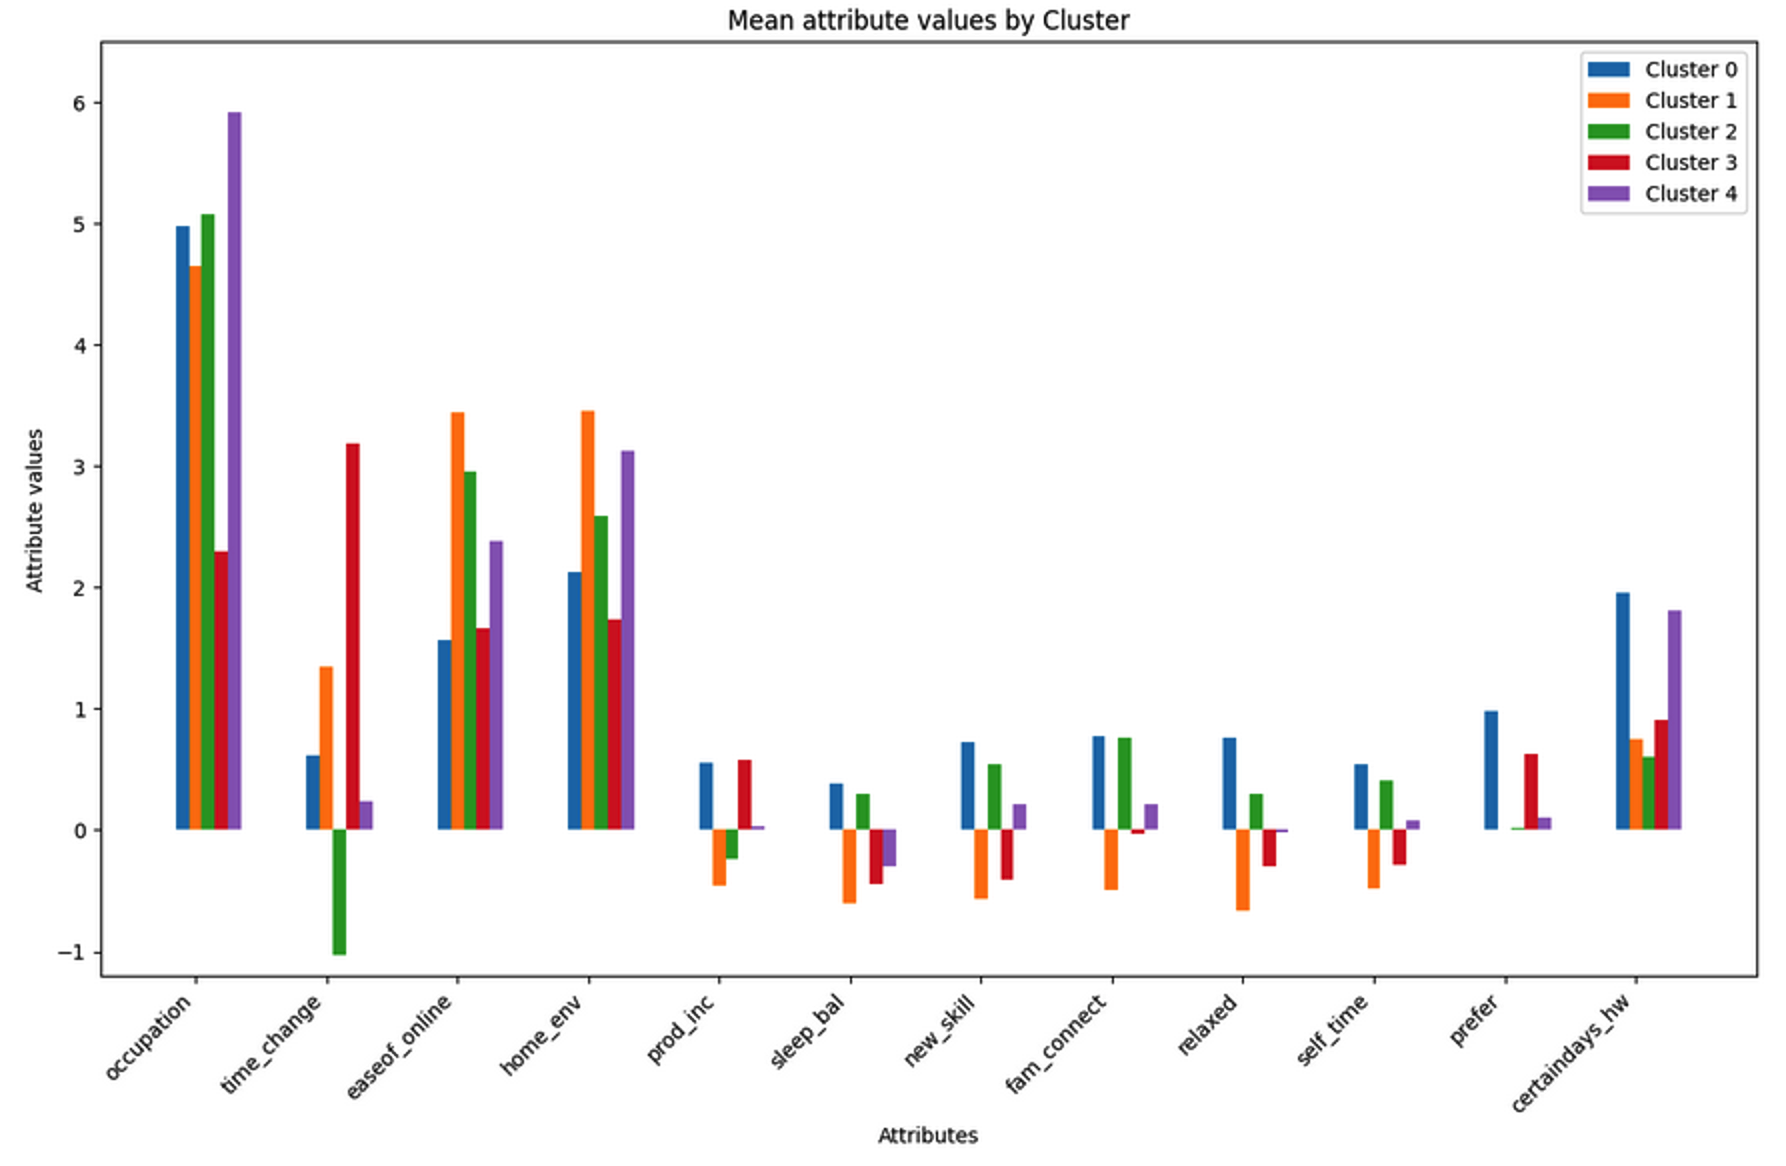 Mean attribute values by Cluster
Cluster 0
Cluster 1
Cluster 2
Cluster 3
Cluster 4
Attribute values
6
5
4
3
2
1
0
−1
occupation
time_change
easeof_online
home_env
prod_inc
sleep_bal
new_skill
fam_connect
relaxed
self_time
prefer
certaindays_hw
Attributes